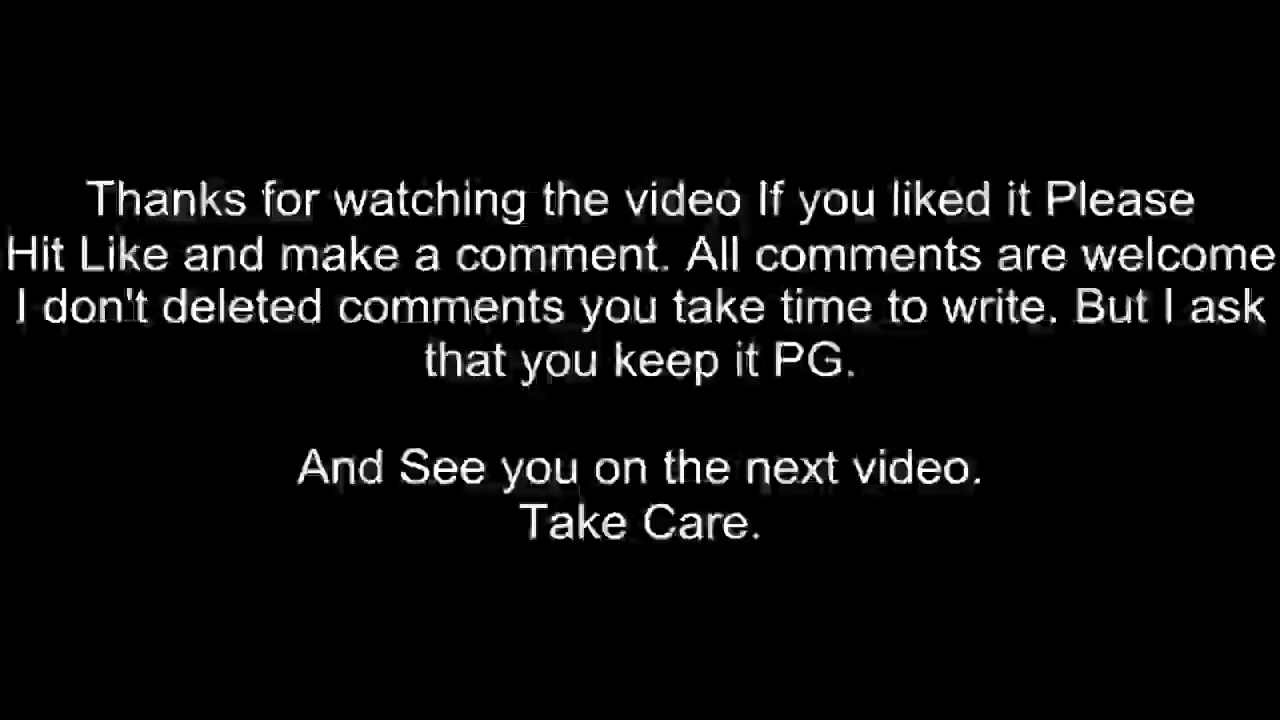 Thanks for watching the video If you liked it Please
Hit Like and make a comment. All comments are welcome
I don't deleted comments you take time to write. But I ask
that you keep it PG.
And See you on the next video.
Take Care.